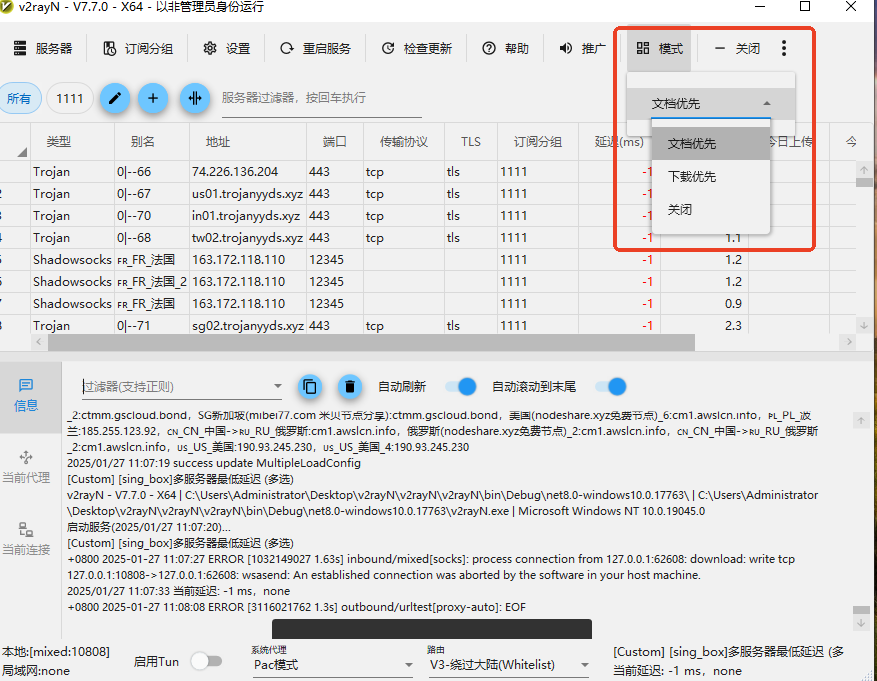 v2rayN - V7.7.0 - X64 - 以非管理员身份运行
服务器 订阅分组 设置 重启服务 检查更新 帮助 推广 模式 关闭
所有 1111 服务器过滤器，按回车执行 文档优先
类型 别名 地址 端口 传输协议 TLS 订阅分组 延迟(ms) 今日上传 今
文档优先
下载优先
关闭
Trojan 0|--66 74.226.136.204 443 tcp tls 1111 -1
2 Trojan 0|--67 us01.trojanyyds.xyz 443 tcp tls 1111 -1
3 Trojan 0|--70 in01.trojanyyds.xyz 443 tcp tls 1111 -1
4 Trojan 0|--68 tw02.trojanyyds.xyz 443 tcp tls 1111 -1 1.1
5 Shadowsocks FR_FR_法国 163.172.118.110 12345 1111 -1 1.2
6 Shadowsocks FR_FR_法国_2 163.172.118.110 12345 1111 -1 1.2
7 Shadowsocks FR_FR_法国 163.172.118.110 12345 1111 -1 0.9
8 Trojan 0|--71 sg02.trojanyyds.xyz 443 tcp tls 1111 -1 2.3
信息
当前代理
当前连接
过滤器(支持正则) 自动刷新 自动滚动到末尾
_2:ctmm.gscloud.bond，SG新加坡(mibei77.com 米贝节点分享):ctmm.gscloud.bond，美国(nodeshare.xyz免费节点)_6:cm1.awslcn.info，PL_PL_波
兰:185.255.123.92，CN_CN_中国->RU_RU_俄罗斯:cm1.awslcn.info，俄罗斯(nodeshare.xyz免费节点)_2:cm1.awslcn.info，CN_CN_中国->RU_RU_俄罗斯
_2:cm1.awslcn.info，US_US_美国:190.93.245.230，US_US_美国_4:190.93.245.230
2025/01/27 11:07:19 success update MultipleLoadConfig
[Custom] [sing_box]多服务器最低延迟 (多选)
v2rayN - V7.7.0 - X64 | C:\Users\Administrator\Desktop\v2rayN\v2rayN\v2rayN\bin\Debug\net8.0-windows10.0.17763\ | C:\Users\Administrator
\Desktop\v2rayN\v2rayN\v2rayN\bin\Debug\net8.0-windows10.0.17763\v2rayN.exe | Microsoft Windows NT 10.0.19045.0
启动服务(2025/01/27 11:07:20)...
[Custom] [sing_box]多服务器最低延迟 (多选)
+0800 2025-01-27 11:07:27 ERROR [1032149027 1.63s] inbound/mixed[socks]: process connection from 127.0.0.1:62608: download: write tcp
127.0.0.1:10808->127.0.0.1:62608: wsasend: An established connection was aborted by the software in your host machine.
2025/01/27 11:07:33 当前延迟: -1 ms，none
+0800 2025-01-27 11:08:08 ERROR [3116021762 1.3s] outbound/urltest[proxy-auto]: EOF
本地:[mixed:10808]
局域网:none
启用Tun
系统代理
Pac模式
路由
V3-绕过大陆(Whitelist)
[Custom] [sing_box]多服务器最低延迟 (多
当前延迟: -1 ms，none